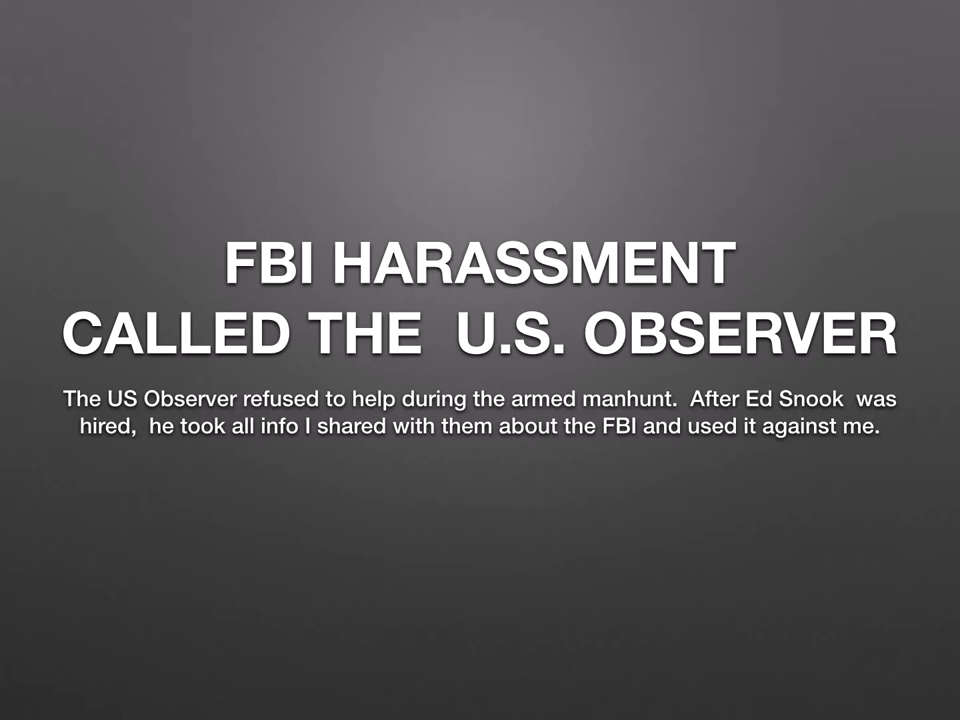 FBI HARASSMENT
CALLED THE  U.S. OBSERVER
The US Observer refused to help during the armed manhunt.  After Ed Snook  was
hired,  he took all info I shared with them about the FBI and used it against me.